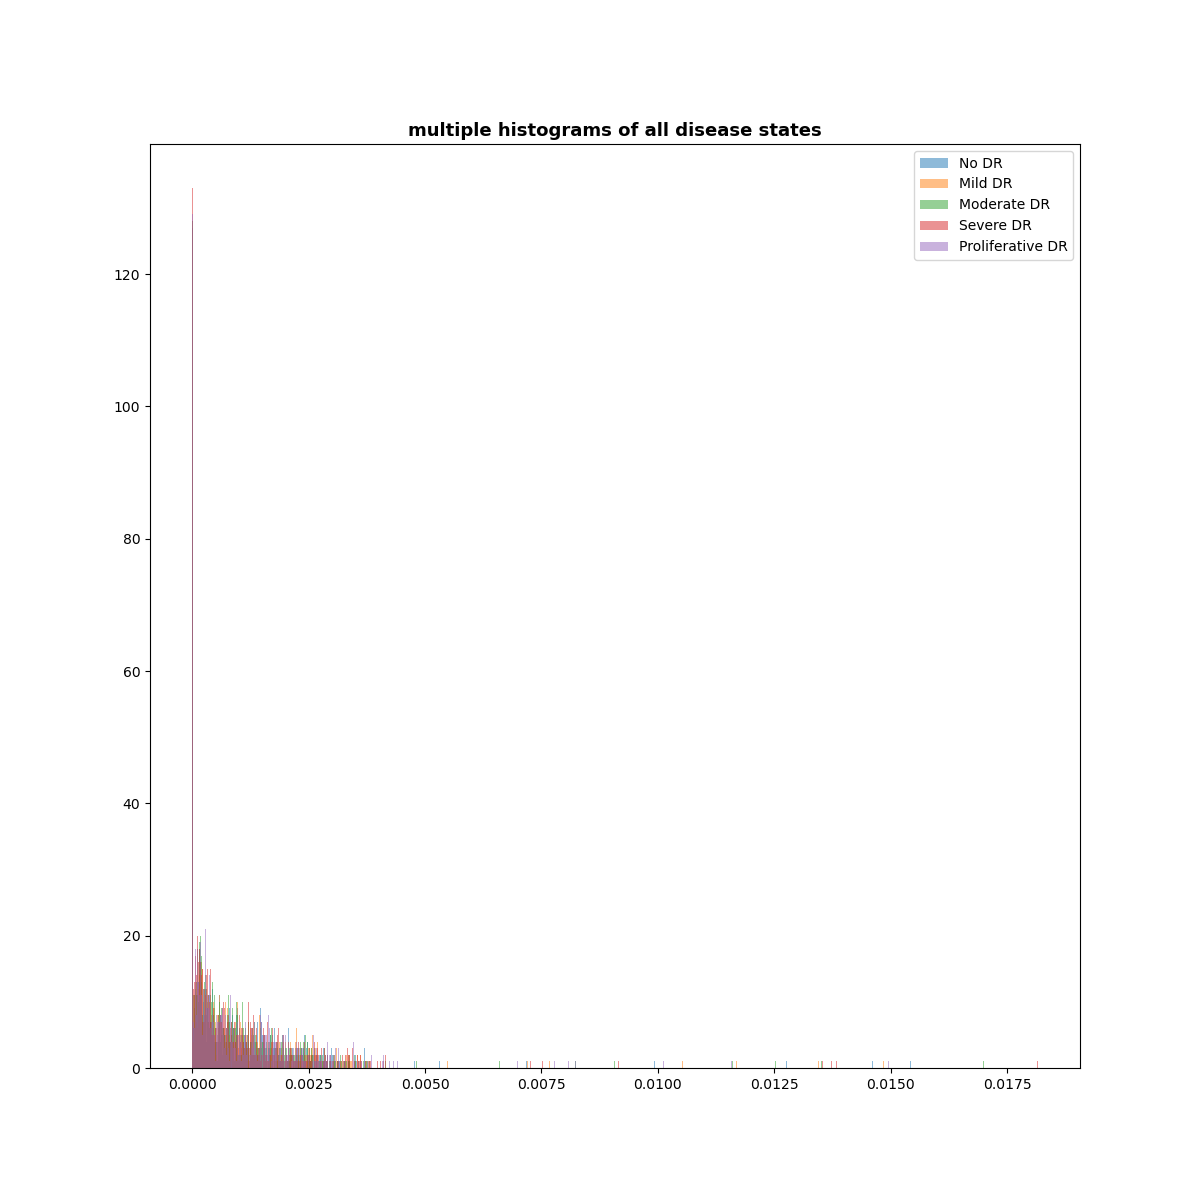 multiple histograms of all disease states
No DR
Mild DR
Moderate DR
Severe DR
Proliferative DR
120
100
80
60
40
20
0
0.0000 0.0025 0.0050 0.0075 0.0100 0.0125 0.0150 0.0175